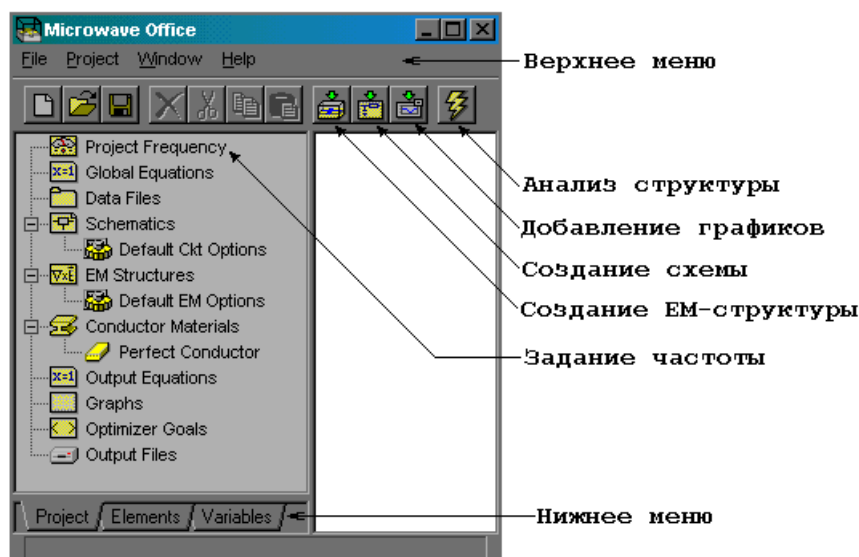 Microwave Office
File Project Window Help
Верхнее меню
Project Frequency
Global Equations
Data Files
Schematics
Default Ckt Options
EM Structures
Default EM Options
Conductor Materials
Perfect Conductor
Output Equations
Graphs
Optimizer Goals
Output Files
Project Elements Variables
Анализ структуры
Добавление графиков
Создание схемы
Создание ЕМ-структуры
Задание частоты
Нижнее меню